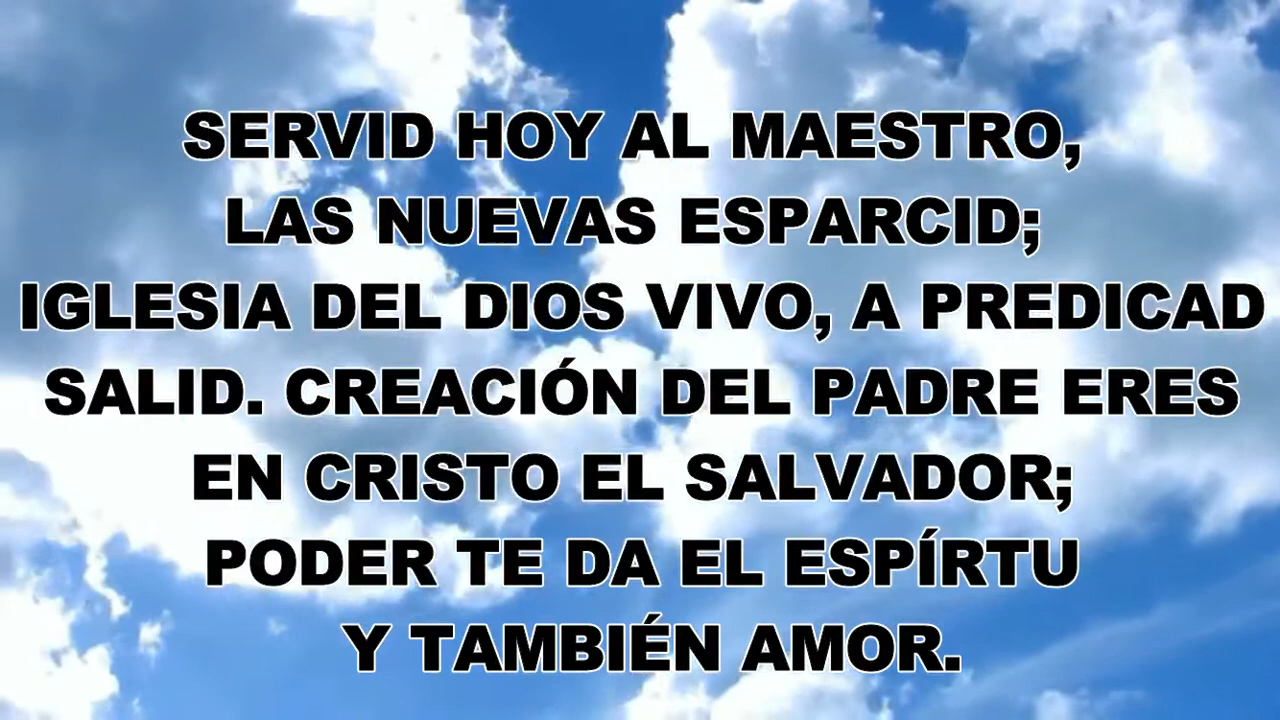 SERVID HOY AL MAESTRO,
LAS NUEVAS ESPARCID;
IGLESIA DEL DIOS VIVO, A PREDICAD
SALID. CREACIÓN DEL PADRE ERES
EN CRISTO EL SALVADOR;
PODER TE DA EL ESPÍRTU
Y TAMBIÉN AMOR.